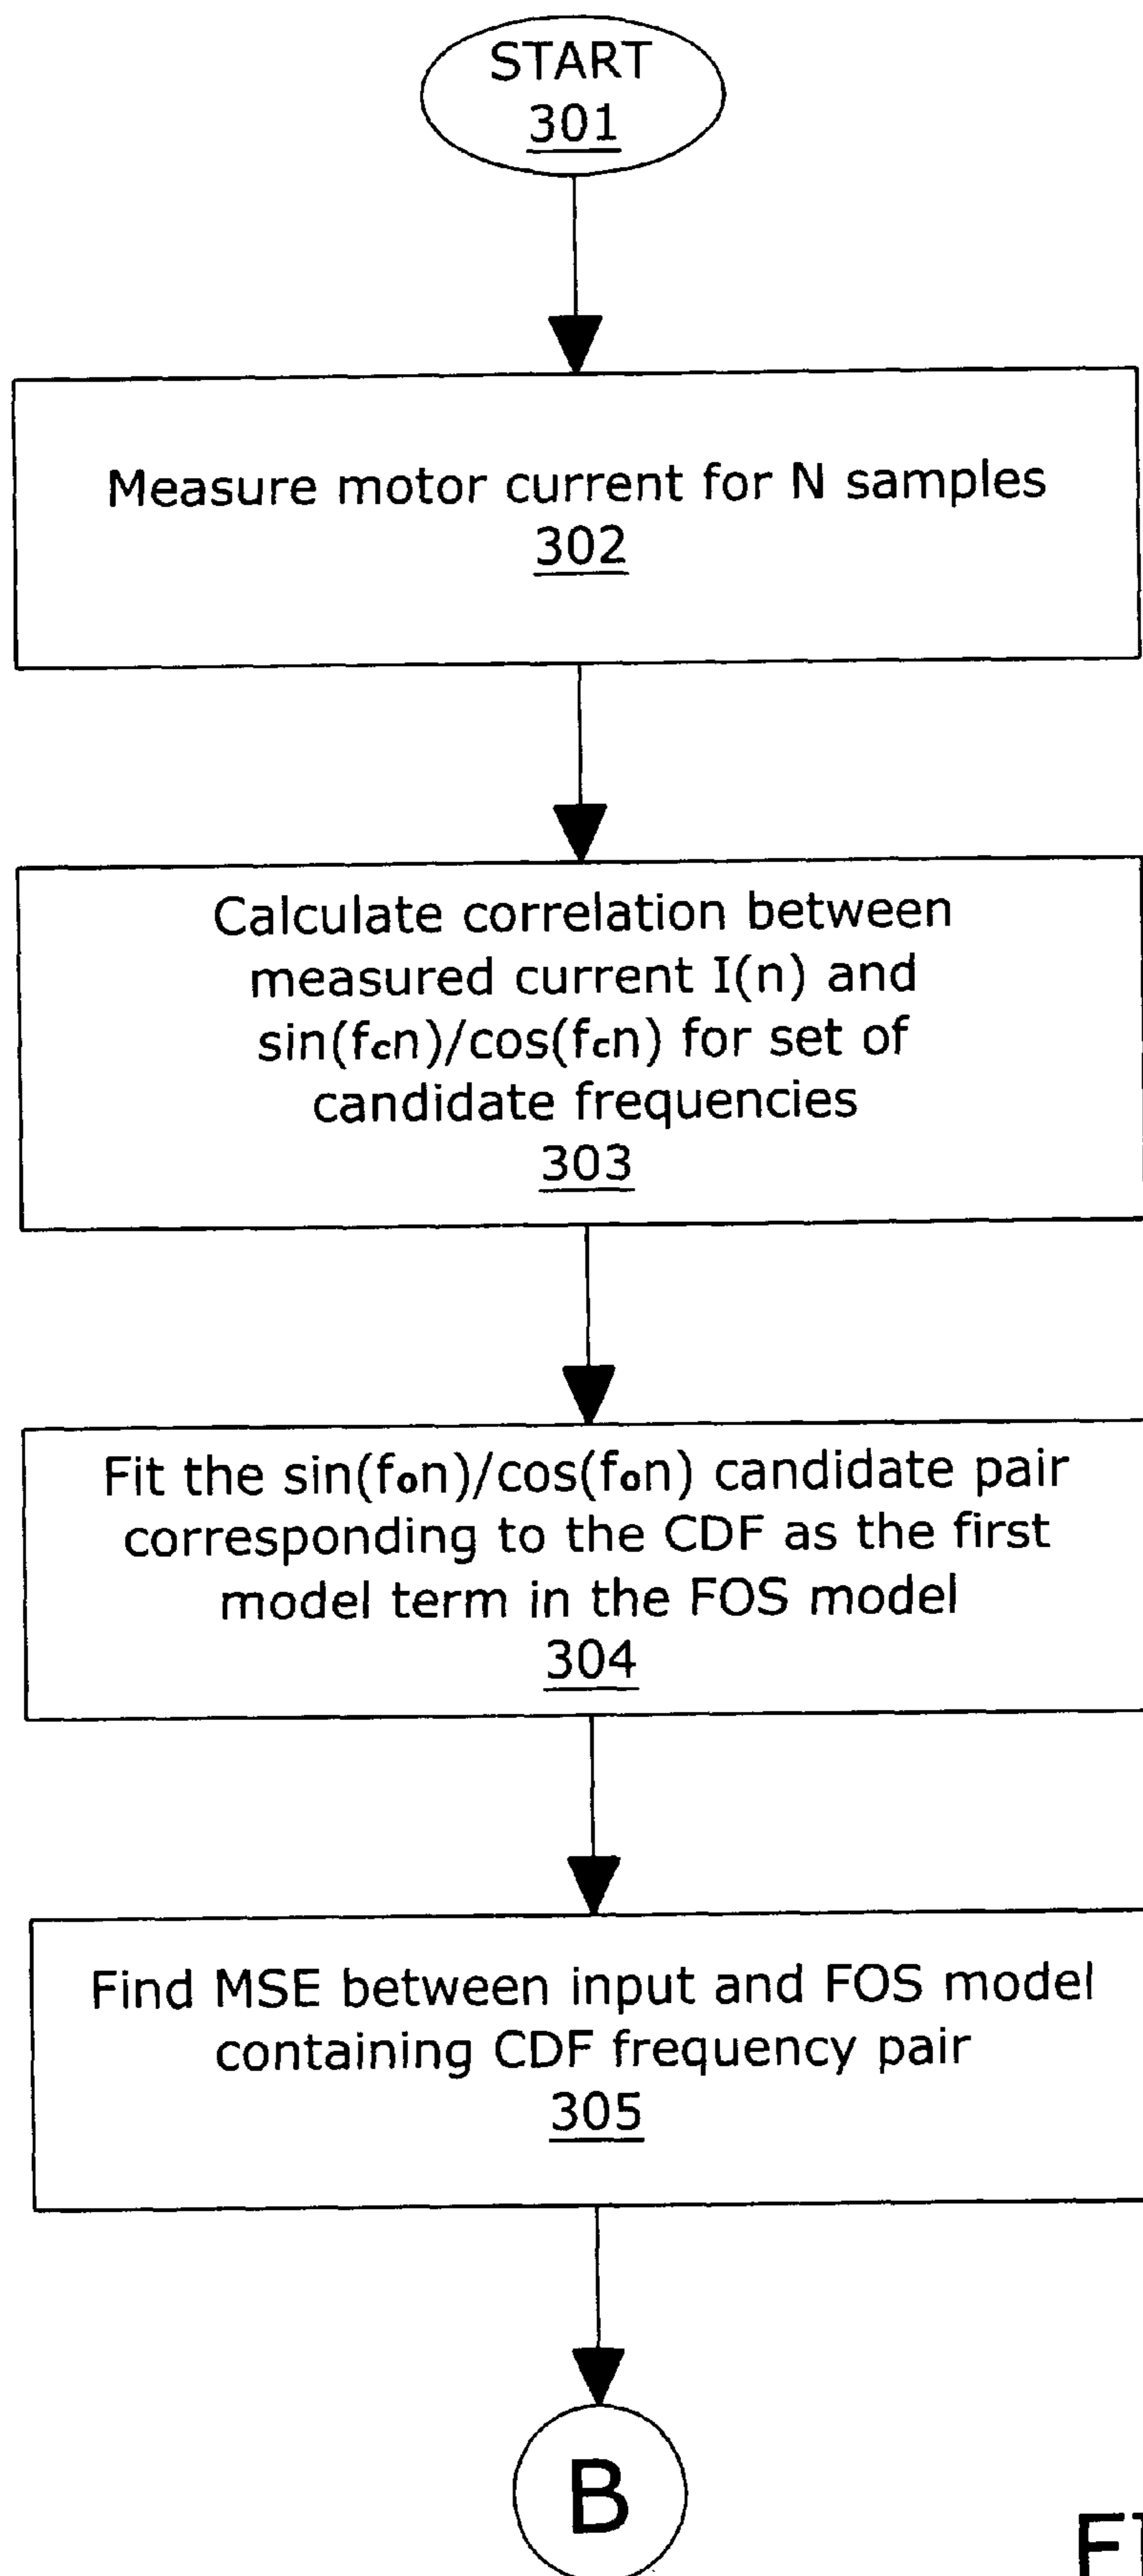 START
301
Measure motor current for N samples
302
Calculate correlation between
measured current I(n) and
sin(fcn)/cos(fcn) for set of
candidate frequencies
303
Fit the sin(fon)/cos(fon) candidate pair
corresponding to the CDF as the first
model term in the FOS model
304
Find MSE between input and FOS model
containing CDF frequency pair
305
B